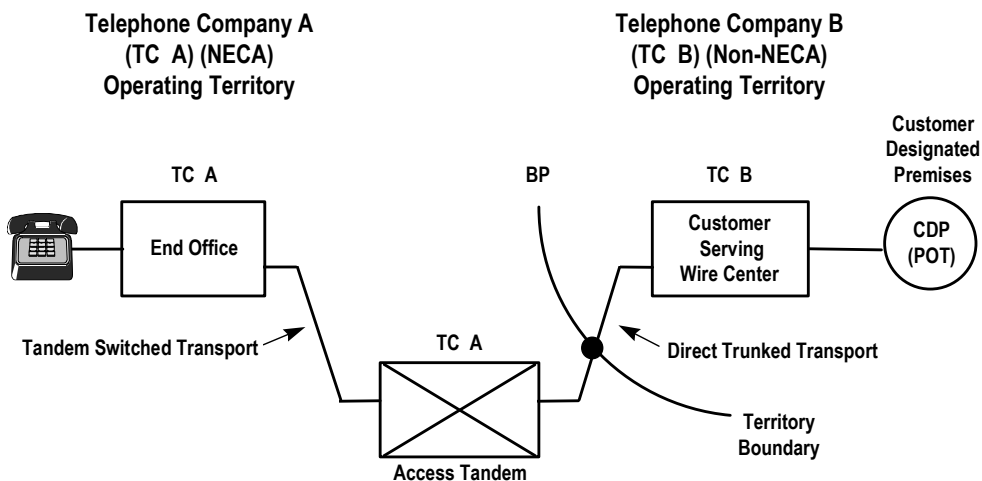 Telephone Company A
(TC A) (NECA)
Operating Territory
Telephone Company B
(TC B) (Non-NECA)
Operating Territory
Customer
Designated
Premises
TC A
BP
TC B
End Office
Customer
Serving
Wire Center
CDP
(POT)
Tandem Switched Transport
TC A
Direct Trunked Transport
Territory
Boundary
Access Tandem